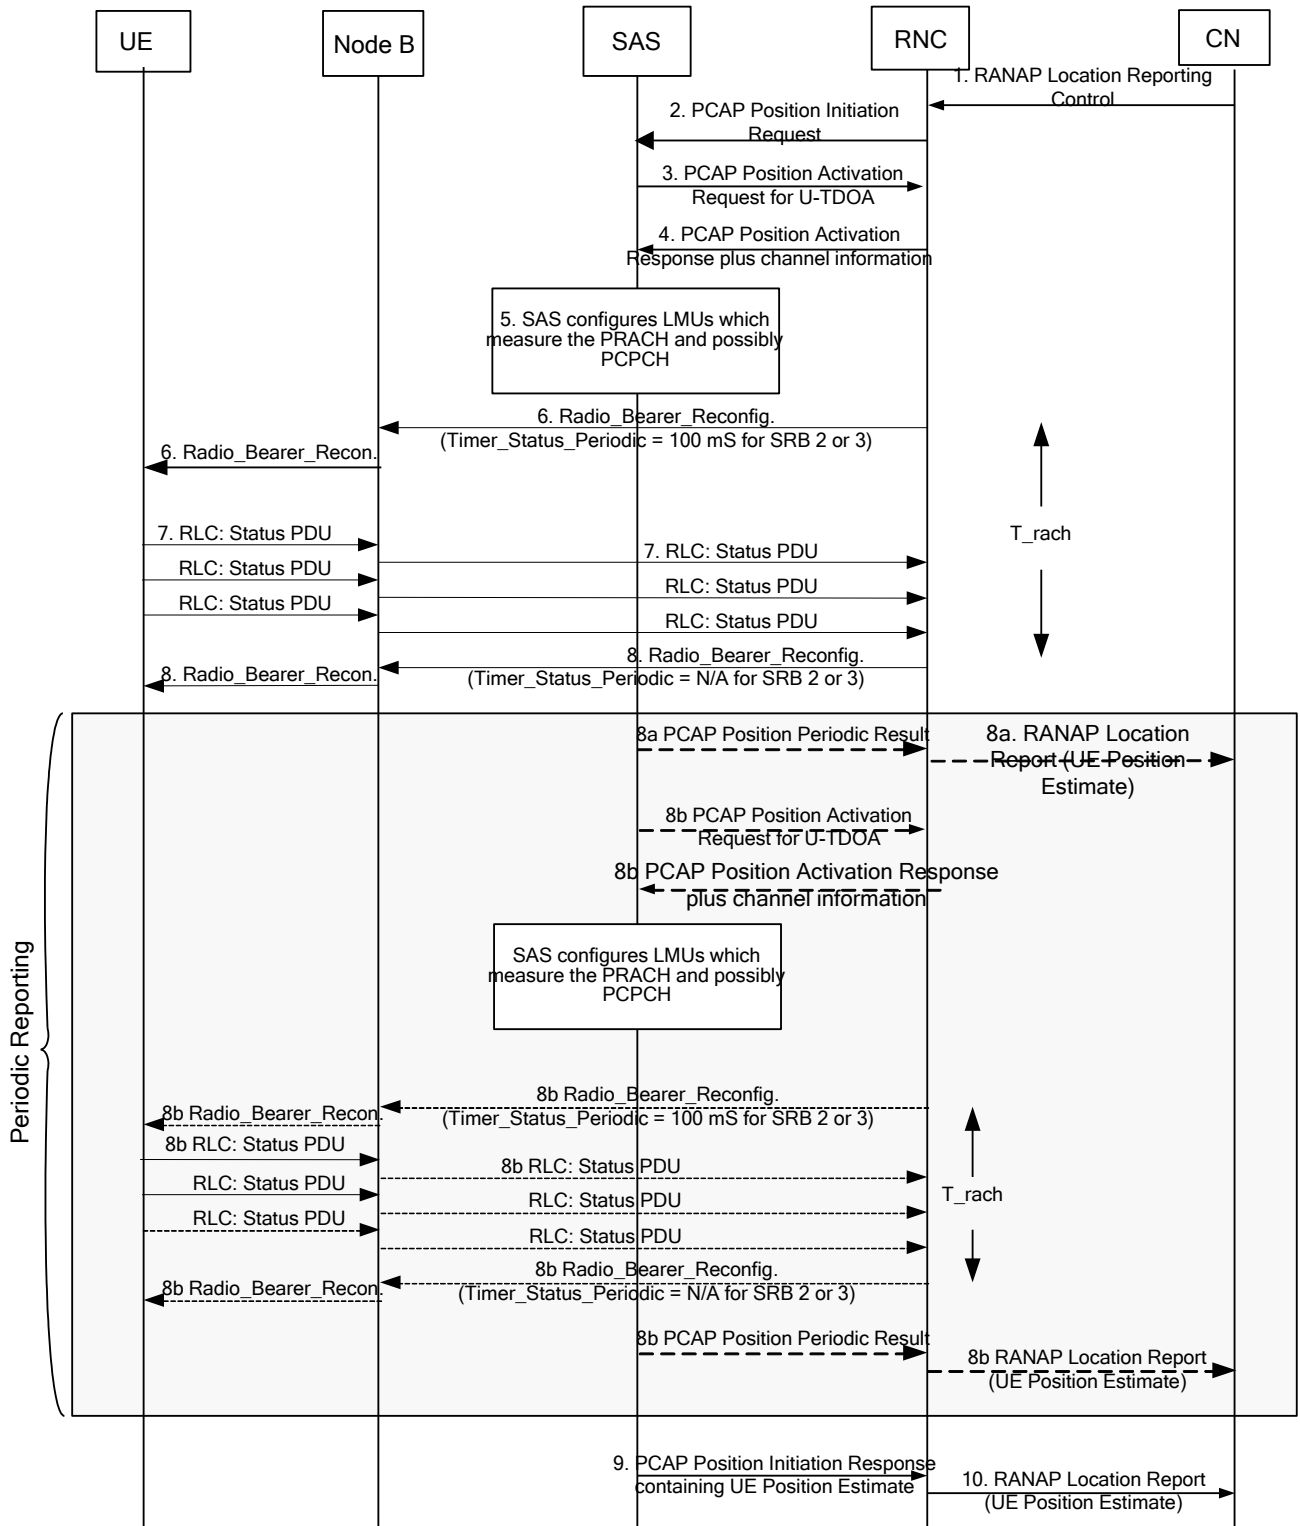 UE
Node B
SAS
RNC
CN
1. RANAP Location Reporting
Control
2. PCAP Position Initiation
Request
3. PCAP Position Activation
Request for U-TDOA
4. PCAP Position Activation
Response plus channel information
5. SAS configures LMUs which
measure the PRACH and possibly
PCPCH
6. Radio_Bearer_Reconfig.
(Timer_Status_Periodic = 100 mS for SRB 2 or 3)
6. Radio_Bearer_Recon.
T_rach
7. RLC: Status PDU
7. RLC: Status PDU
RLC: Status PDU
RLC: Status PDU
RLC: Status PDU
RLC: Status PDU
8. Radio_Bearer_Reconfig.
(Timer_Status_Periodic = N/A for SRB 2 or 3)
8. Radio_Bearer_Recon.
Periodic Reporting
8a PCAP Position Periodic Result
8a. RANAP Location
Report (UE Position
Estimate)
8b PCAP Position Activation
Request for U-TDOA
8b PCAP Position Activation Response
plus channel information
SAS configures LMUs which
measure the PRACH and possibly
PCPCH
8b Radio_Bearer_Reconfig.
(Timer_Status_Periodic = 100 mS for SRB 2 or 3)
8b Radio_Bearer_Recon.
8b RLC: Status PDU
8b RLC: Status PDU
RLC: Status PDU
T_rach
RLC: Status PDU
RLC: Status PDU
RLC: Status PDU
8b Radio_Bearer_Reconfig.
(Timer_Status_Periodic = N/A for SRB 2 or 3)
8b Radio_Bearer_Recon.
8b PCAP Position Periodic Result
8b RANAP Location Report
(UE Position Estimate)
9. PCAP Position Initiation Response
containing UE Position Estimate
10. RANAP Location Report
(UE Position Estimate)